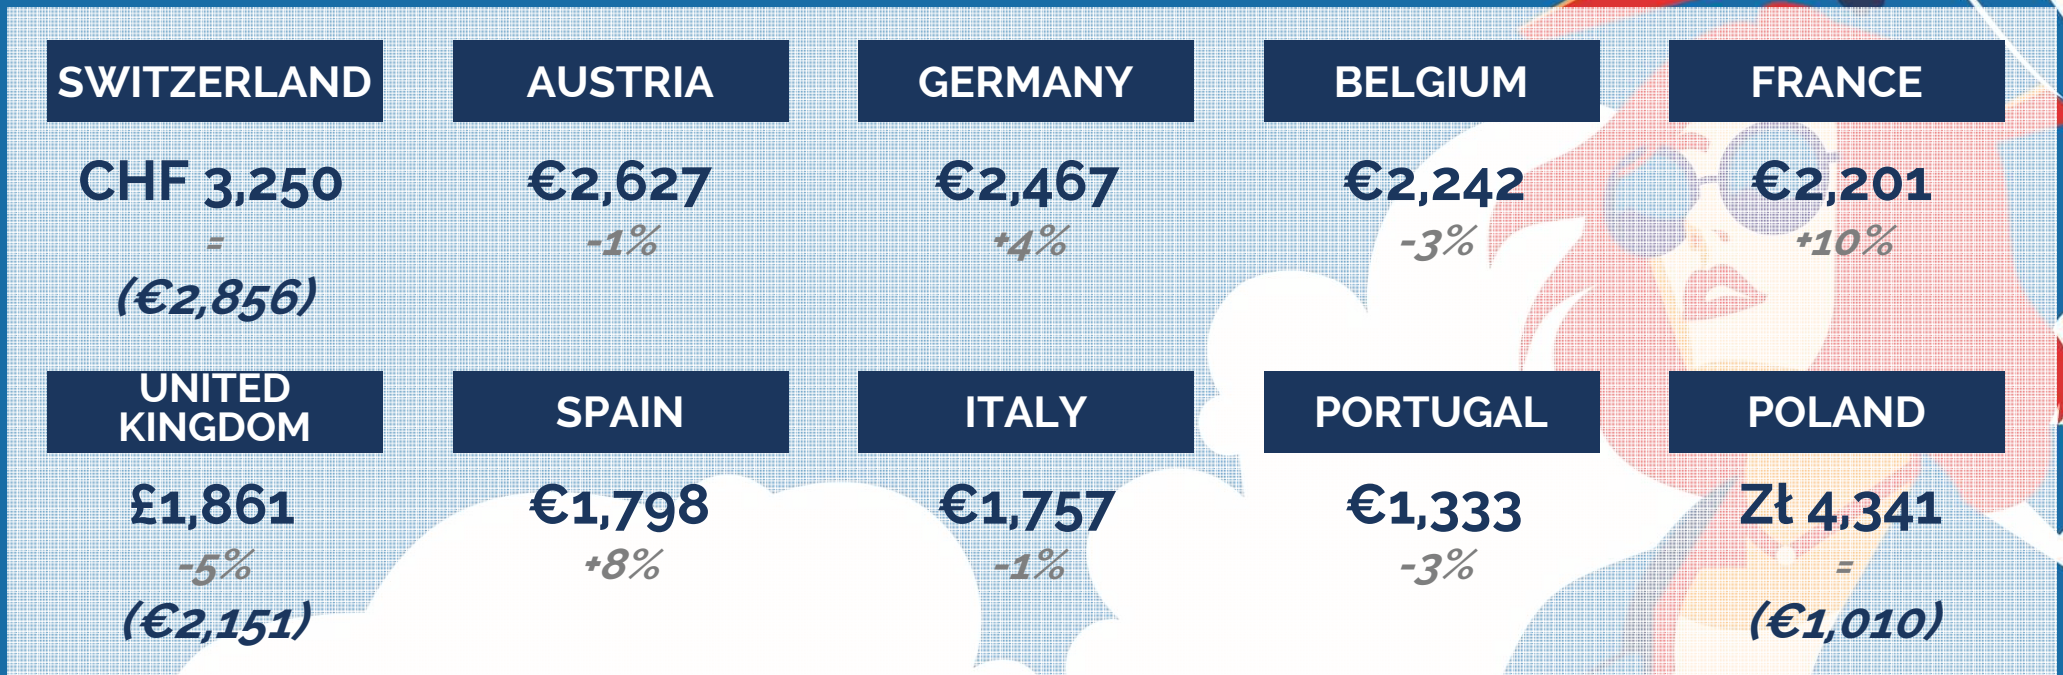 SWITZERLAND
CHF 3,250
=
(€2,856)
AUSTRIA
€2,627
-1%
GERMANY
€2,467
+4%
BELGIUM
€2,242
-3%
FRANCE
€2,201
+10%
UNITED
KINGDOM
£1,861
-5%
(€2,151)
SPAIN
€1,798
+8%
ITALY
€1,757
-1%
PORTUGAL
€1,333
-3%
POLAND
Zł 4,341
=
(€1,010)